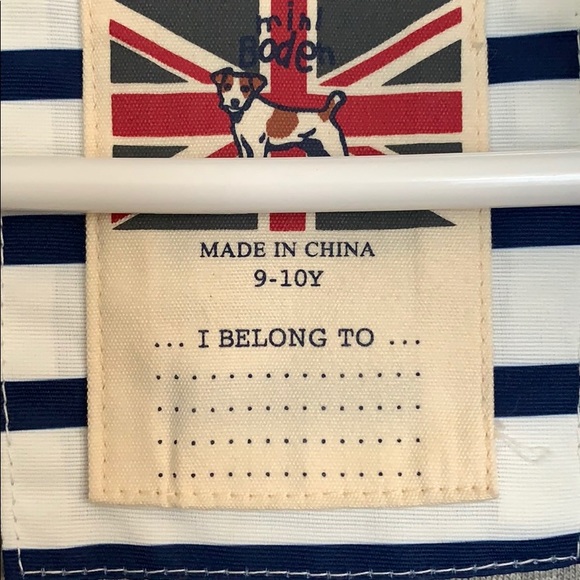 mini
Boden
MADE IN CHINA
9-10Y
... I BELONG TO ...